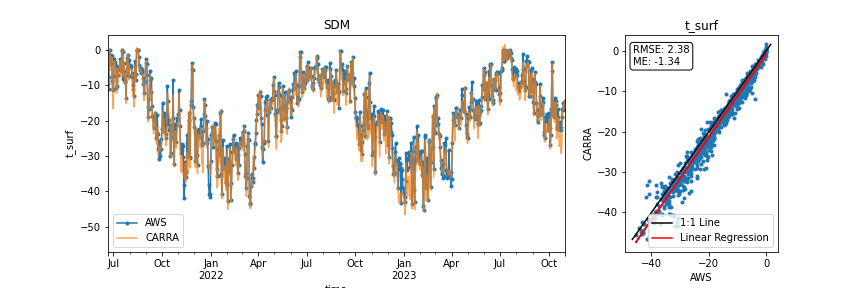 SDM
t_surf
0
−10
−20
−30
−40
−50
t_surf
AWS
CARRA
Jul
Oct
Jan
2022
Apr
Jul
Oct
Jan
2023
Apr
Jul
Oct
time
RMSE: 2.38
ME: -1.34
0
−10
−20
−30
−40
CARRA
1:1 Line
Linear Regression
−40
−20
0
AWS